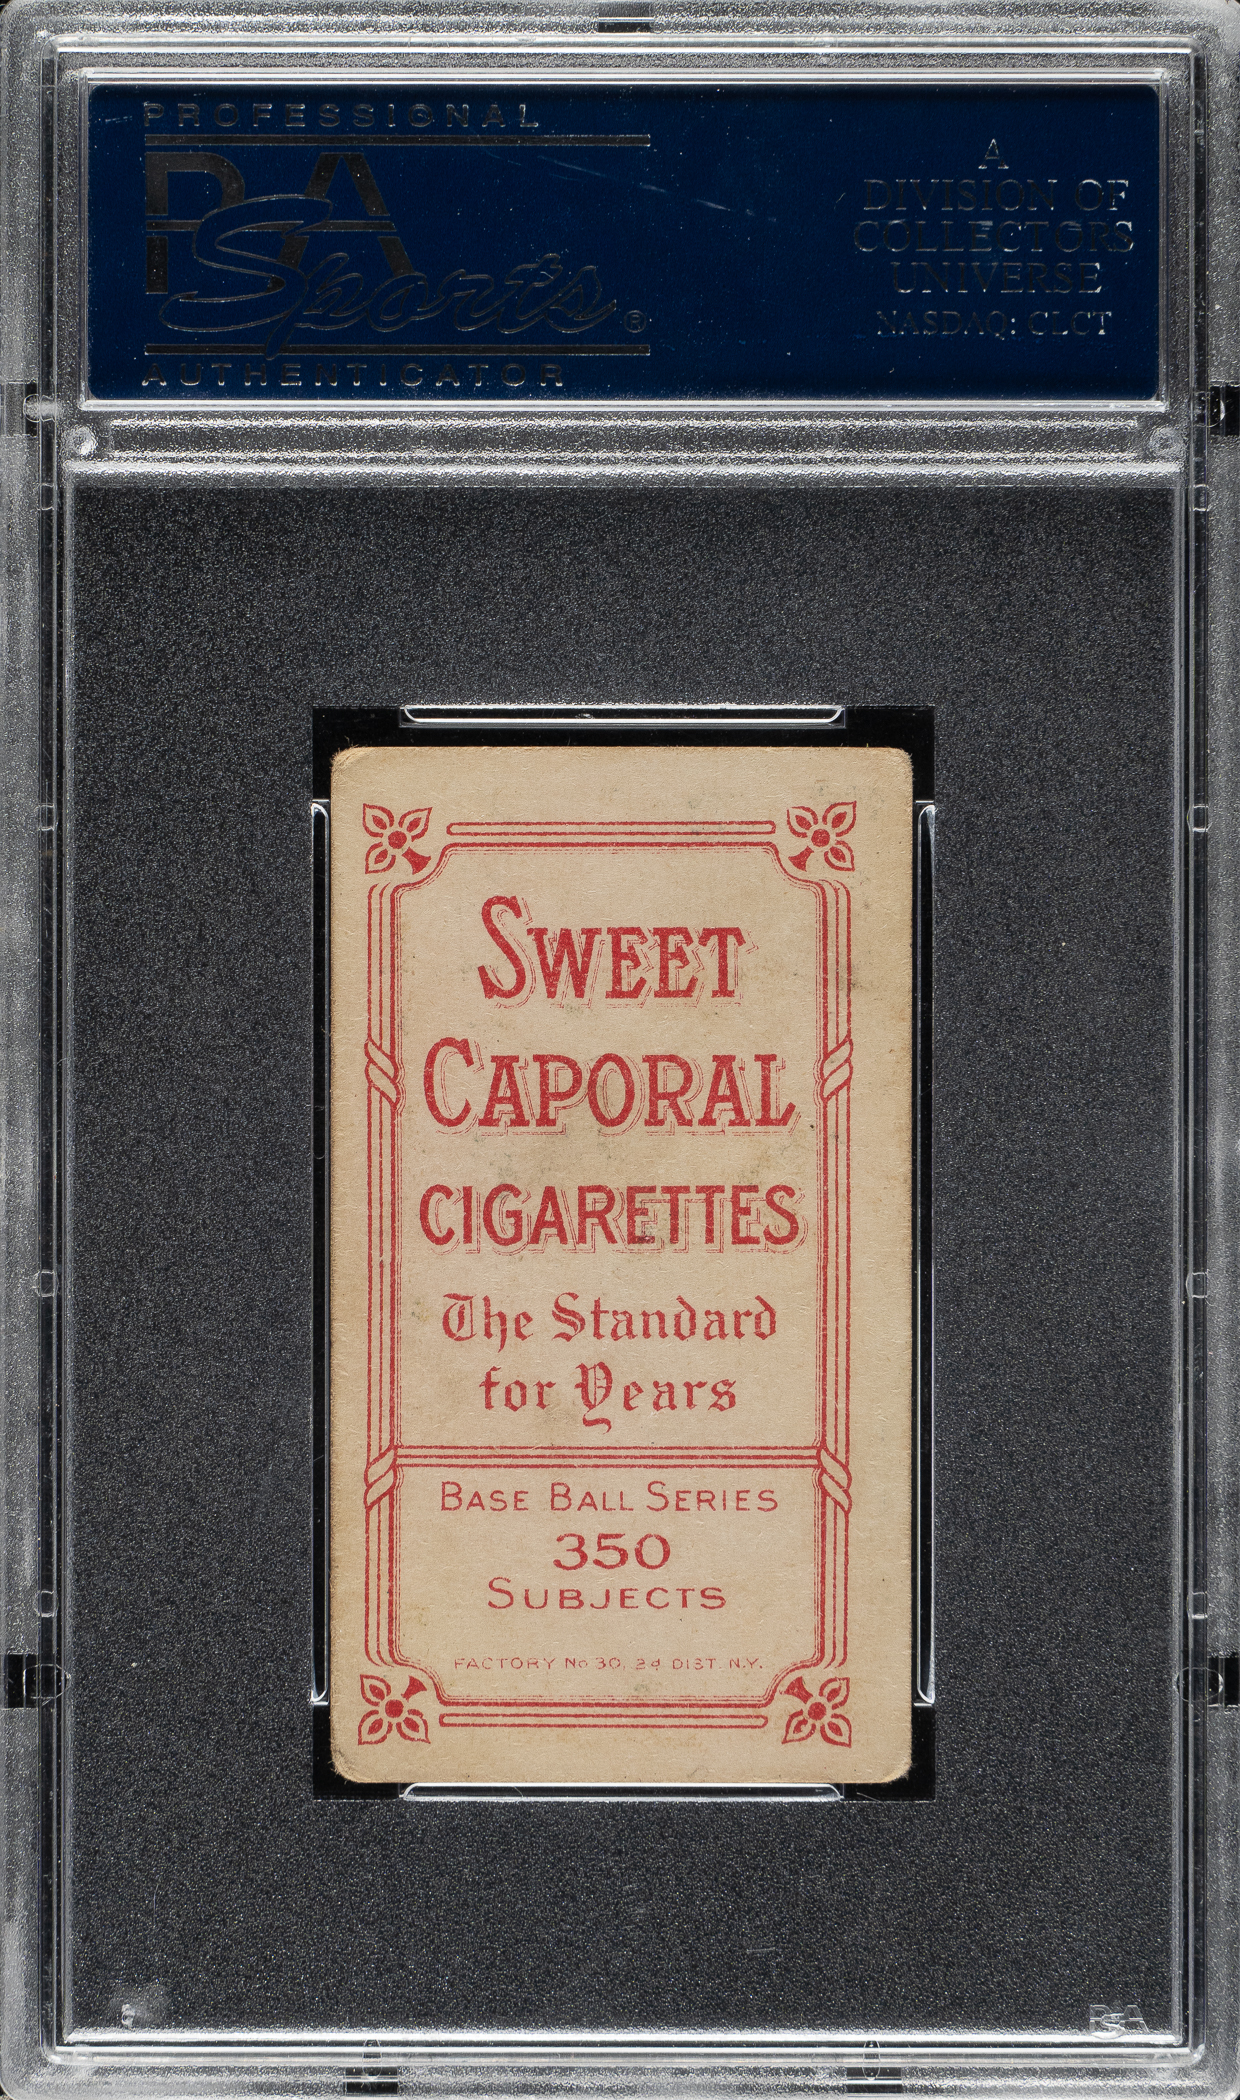 PROFESSIONAL
PSA
Sports®
AUTHENTICATOR
A
DIVISION OF
COLLECTORS
UNIVERSE
NASDAQ: CLCT
SWEET
CAPORAL
CIGARETTES
The Standard
for Years
BASE BALL SERIES
350
SUBJECTS
FACTORY No 30, 24 DIST. N.Y.
PSA